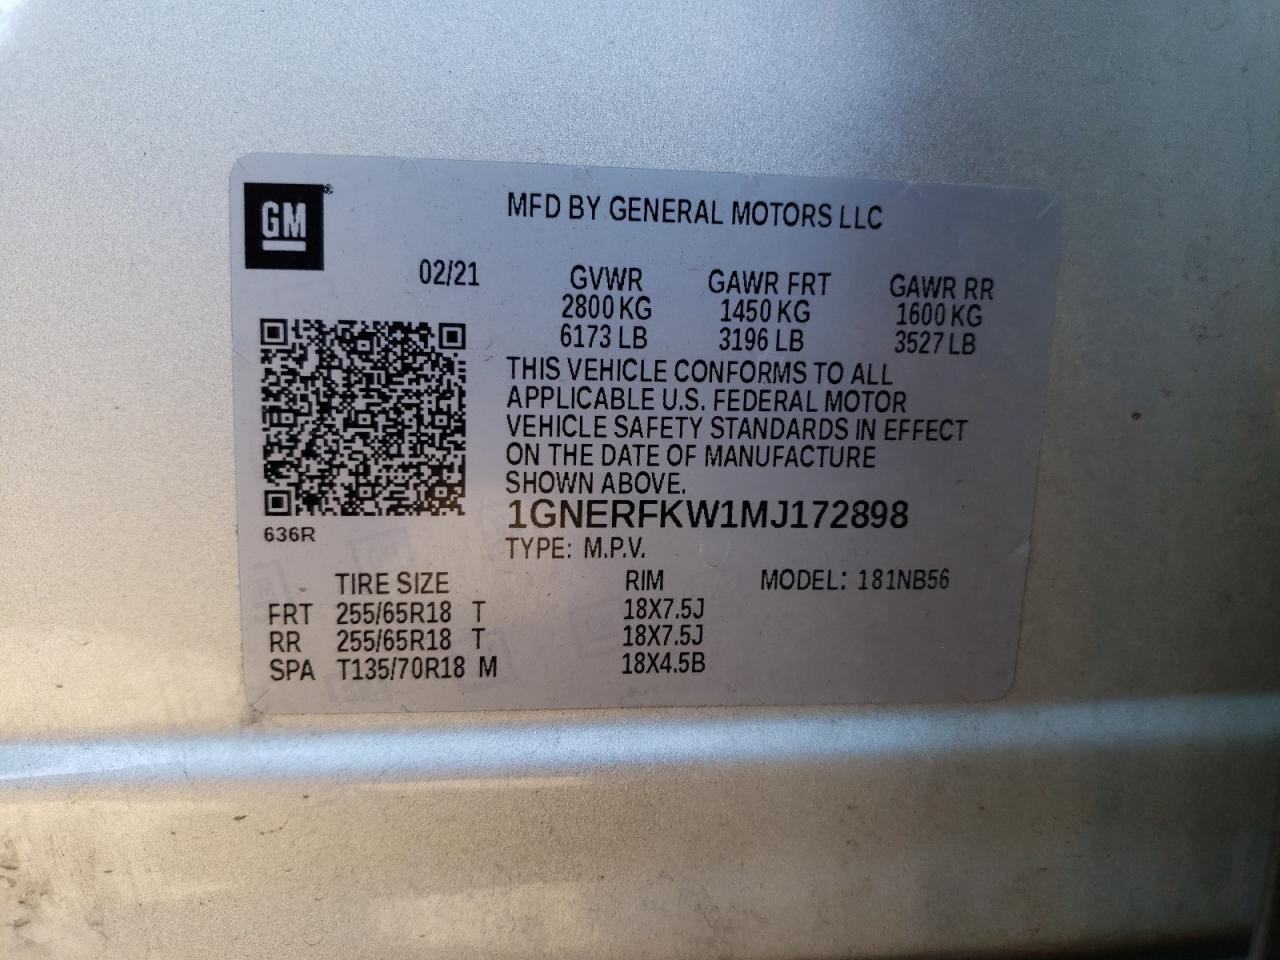 GM ®
MFD BY GENERAL MOTORS LLC
02/21 GVWR GAWR FRT GAWR RR
2800 KG 1450 KG 1600 KG
6173 LB 3196 LB 3527 LB
THIS VEHICLE CONFORMS TO ALL
APPLICABLE U.S. FEDERAL MOTOR
VEHICLE SAFETY STANDARDS IN EFFECT
ON THE DATE OF MANUFACTURE
SHOWN ABOVE.
1GNERFKW1MJ172898
636R
TYPE: M.P.V.
TIRE SIZE RIM MODEL: 181NB56
FRT 255/65R18 T 18X7.5J
RR 255/65R18 T 18X7.5J
SPA T135/70R18 M 18X4.5B